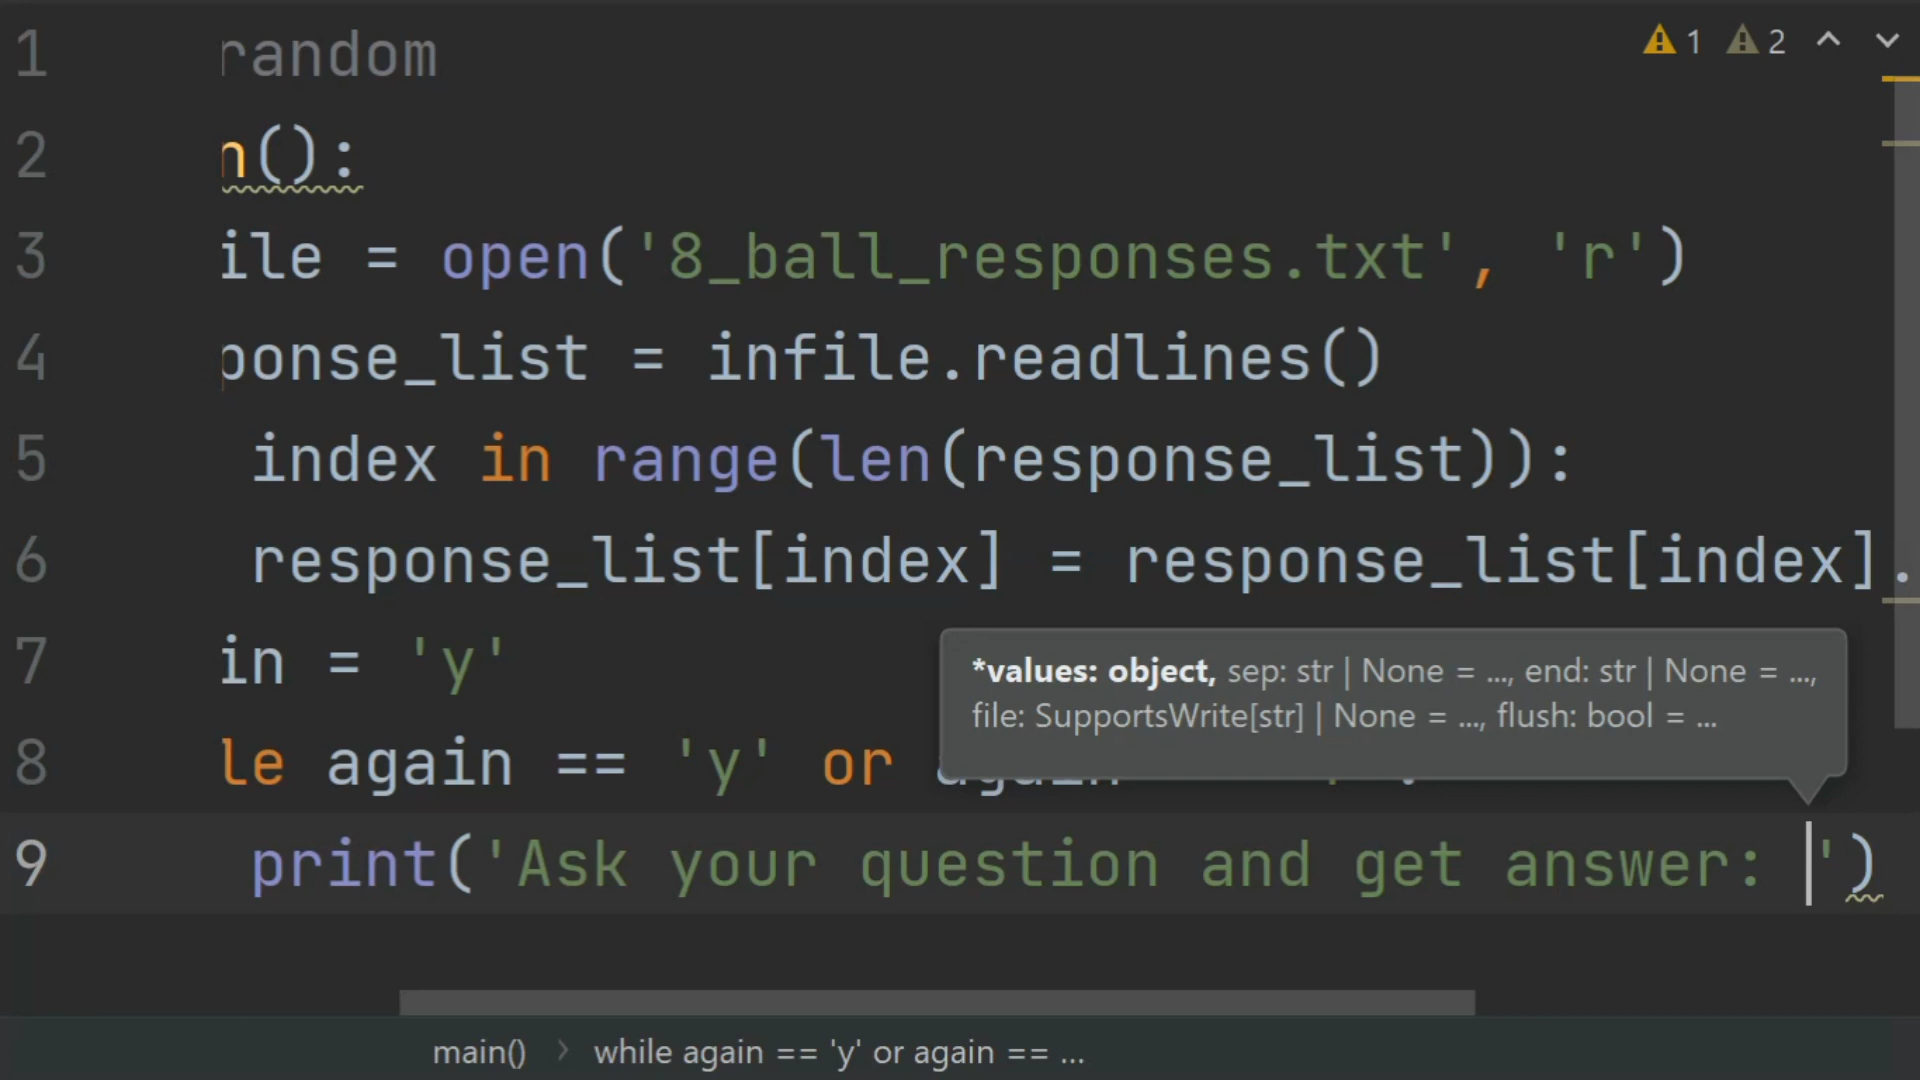 1 random
2 n():
3 ile = open('8_ball_responses.txt', 'r')
4 ponse_list = infile.readlines()
5 index in range(len(response_list)):
6 response_list[index] = response_list[index].
7 in = 'y'
8 le again == 'y' or again
9 print('Ask your question and get answer: ')
1 2
*values: object, sep: str | None = ..., end: str | None = ...,
file: SupportsWrite[str] | None = ..., flush: bool = ...
main() > while again == 'y' or again == ...